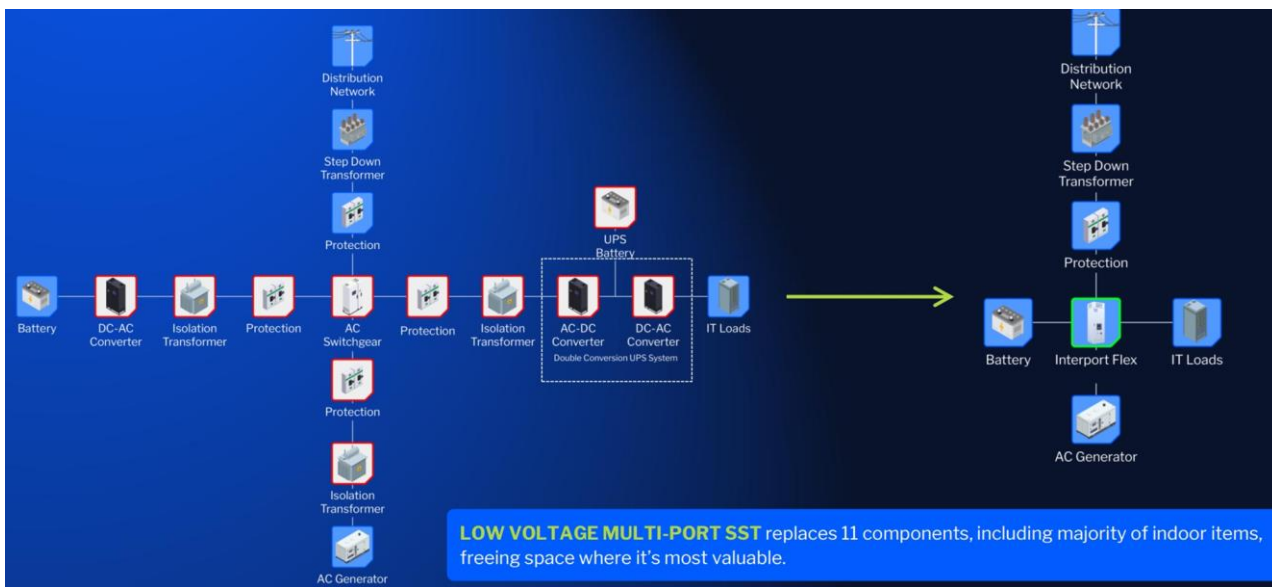 Distribution
Network
Step Down
Transformer
Protection
UPS
Battery
Battery
DC-AC
Converter
Isolation
Transformer
Protection
AC
Switchgear
Protection
Isolation
Transformer
AC-DC
Converter
DC-AC
Converter
Double Conversion UPS System
IT Loads
Protection
Isolation
Transformer
AC Generator
Distribution
Network
Step Down
Transformer
Protection
Battery
Interport Flex
IT Loads
AC Generator
LOW VOLTAGE MULTI-PORT SST replaces 11 components, including majority of indoor items,
freeing space where it's most valuable.